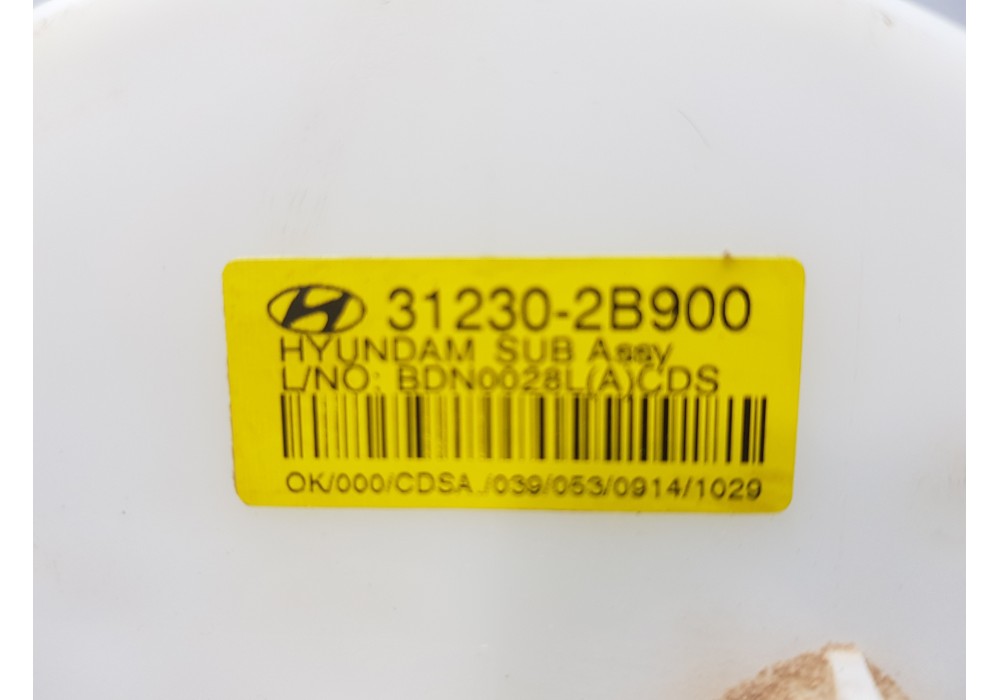 31230-2B900
HYUNDAM SUB Assy
L/NO: BDN0028L(A)CDS
OK/000/CDSA /039/053/0914/1029